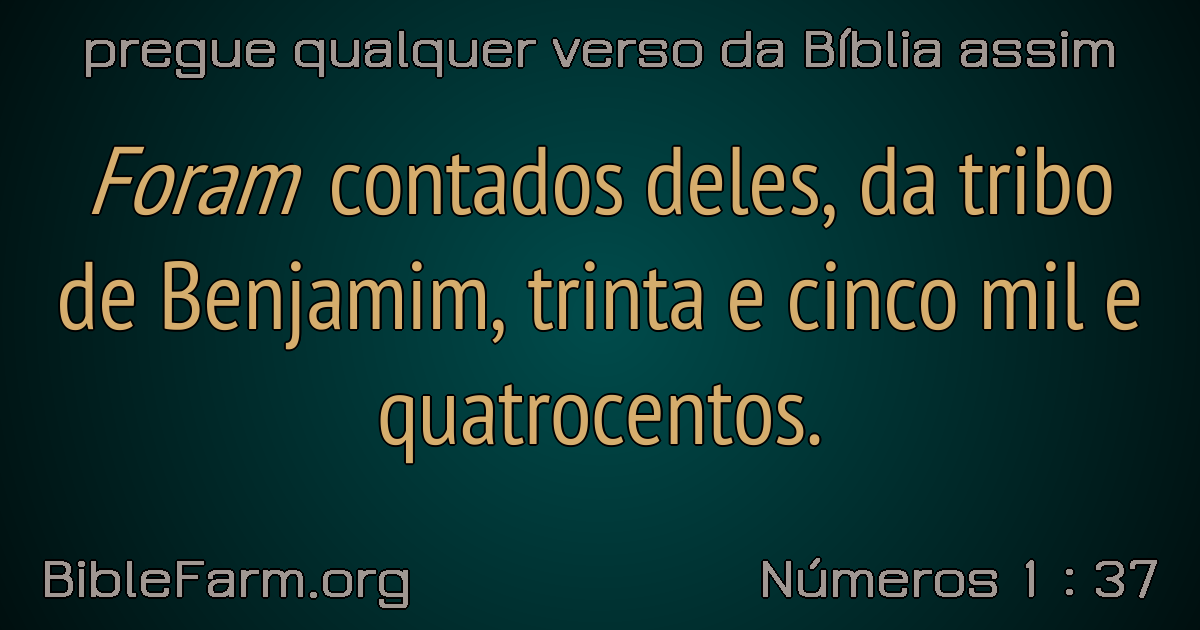 pregue qualquer verso da Bíblia assim
Foram contados deles, da tribo
de Benjamim, trinta e cinco mil e
quatrocentos.
BibleFarm.org
Números 1 : 37